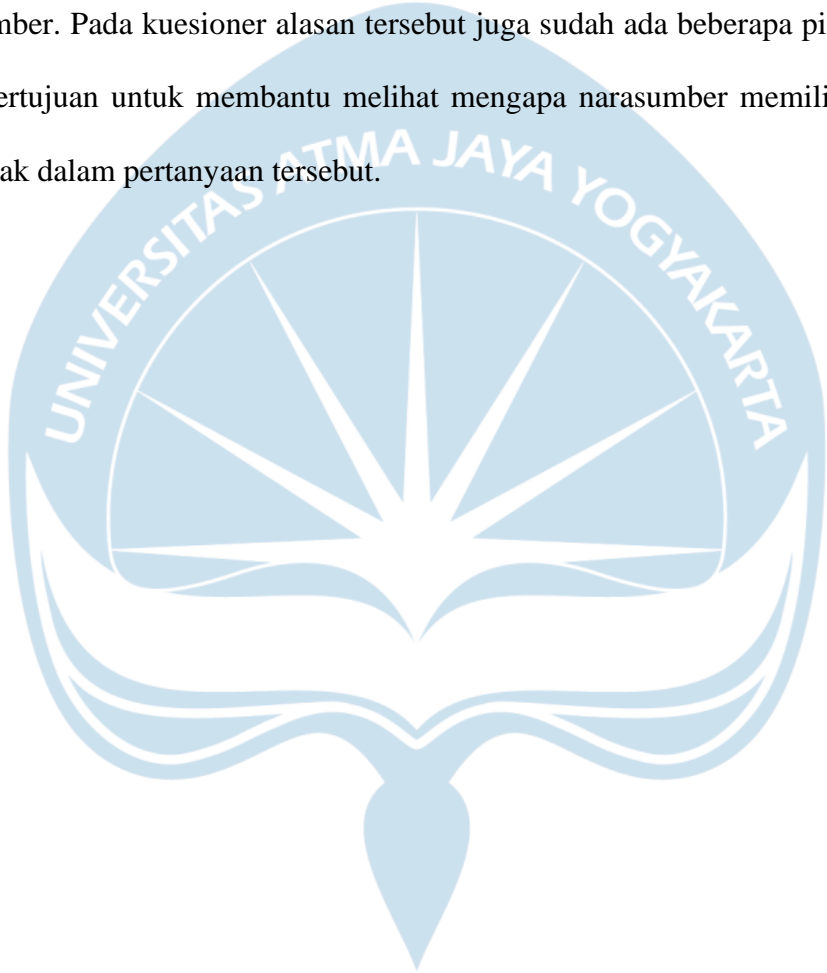 mber. Pada kuesioner alasan tersebut juga sudah ada beberapa pi
ertujuan untuk membantu melihat mengapa narasumber memili
ak dalam pertanyaan tersebut.
UNIVERSITAS ATMA JAYA YOGYAKARTA